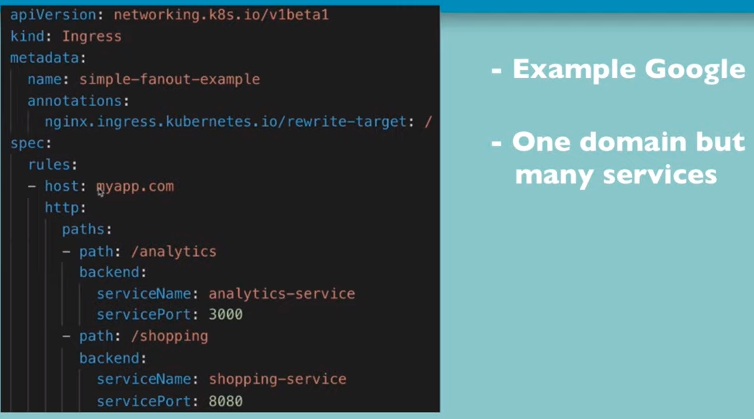 apiVersion: networking.k8s.io/v1beta1
kind: Ingress
metadata:
  name: simple-fanout-example
  annotations:
    nginx.ingress.kubernetes.io/rewrite-target: /
spec:
  rules:
  - host: myapp.com
    http:
      paths:
      - path: /analytics
        backend:
          serviceName: analytics-service
          servicePort: 3000
      - path: /shopping
        backend:
          serviceName: shopping-service
          servicePort: 8080
- Example Google
- One domain but
many services